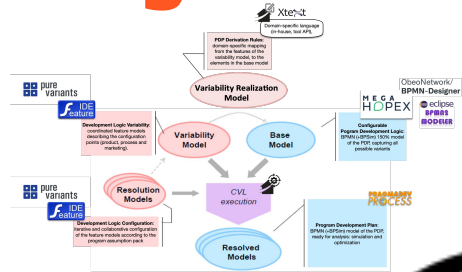 Xtext
Domain-specific language
(in-house, tool API),
PDP Derivation Rules:
domain-specific mapping
from the features of the
variability model, to the
elements in the base model
Variability Realization
Model
pure
variants
IDE
Feature
ObeoNetwork/
BPMN-Designer
MEGA
HOPEX
eclipse
BPMN2
MODELER
Development Logic Variability:
coordinated feature models
describing the configuration
points (product, process and
marketing).
Variability
Model
Base
Model
Configurable
Program Development Logic:
BPMN (+BPSim) 150% model
of the PDP, capturing all
possible variants
pure
variants
IDE
Feature
Resolution
Models
CVL
execution
PRAGMADEV
PROCESS
Development Logic Configuration:
iterative and collaborative configuration
of the feature models according to the
program assumption pack
Resolved
Models
Program Development Plan:
BPMN (+BPSim) model of the PDP,
ready for analysis: simulation and
optimization